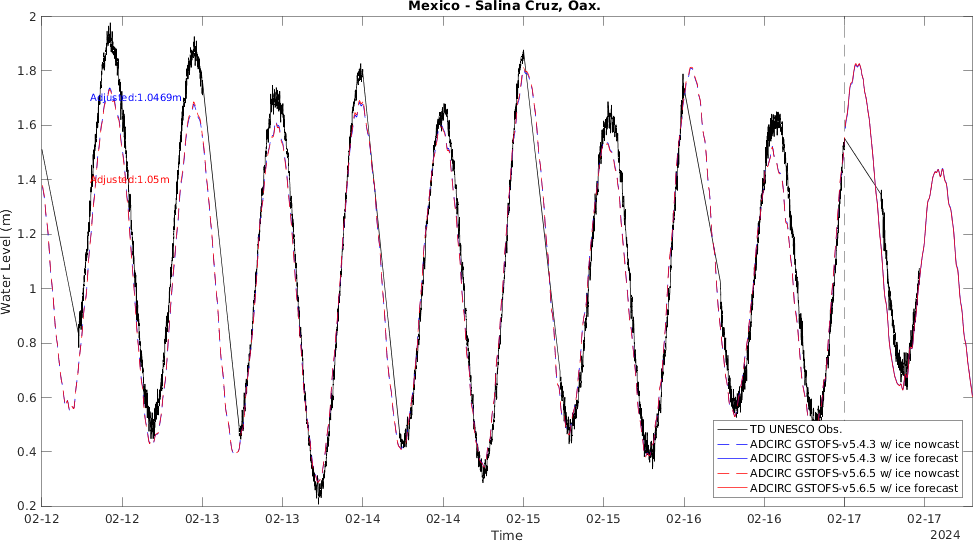 Mexico - Salina Cruz, Oax.
2
1.8
1.6
1.4
1.2
1
0.8
0.6
0.4
0.2
Water Level (m)
Adjusted:1.0469m
Adjusted:1.05m
TD UNESCO Obs.
ADCIRC GSTOFS-v5.4.3 w/ ice nowcast
ADCIRC GSTOFS-v5.4.3 w/ ice forecast
ADCIRC GSTOFS-v5.6.5 w/ ice nowcast
ADCIRC GSTOFS-v5.6.5 w/ ice forecast
02-12 02-12 02-13 02-13 02-14 02-14 02-15 02-15 02-16 02-16 02-17 02-17
Time
2024